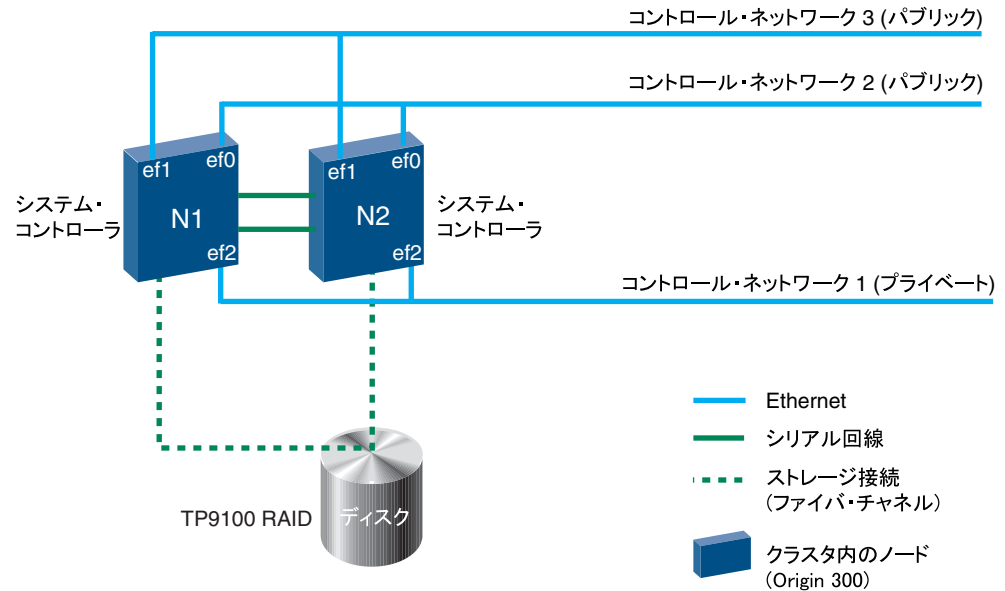 コントロール・ネットワーク 3 (パブリック)
コントロール・ネットワーク 2 (パブリック)
ef1
ef0
ef1
ef0
システム・
コントローラ
N1
N2
システム・
コントローラ
ef2
ef2
コントロール・ネットワーク 1 (プライベート)
Ethernet
シリアル回線
ストレージ接続
(ファイバ・チャネル)
TP9100 RAID
ディスク
クラスタ内のノード
(Origin 300)